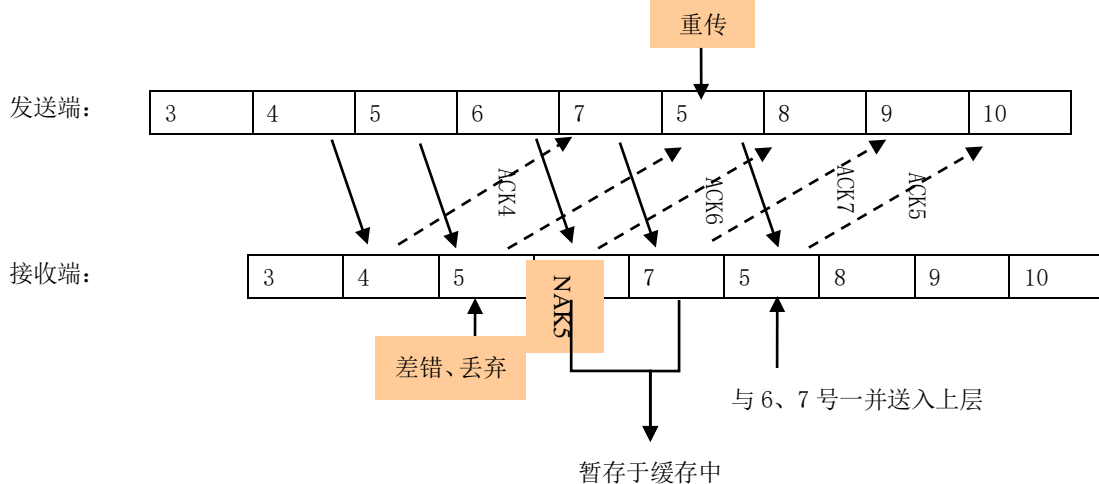 重传
发送端： 3 4 5 6 7 5 8 9 10
ACK4 ACK6 ACK7 ACK5
接收端： 3 4 5 7 5 8 9 10
NAK5
差错、丢弃
与 6、7 号一并送入上层
暂存于缓存中